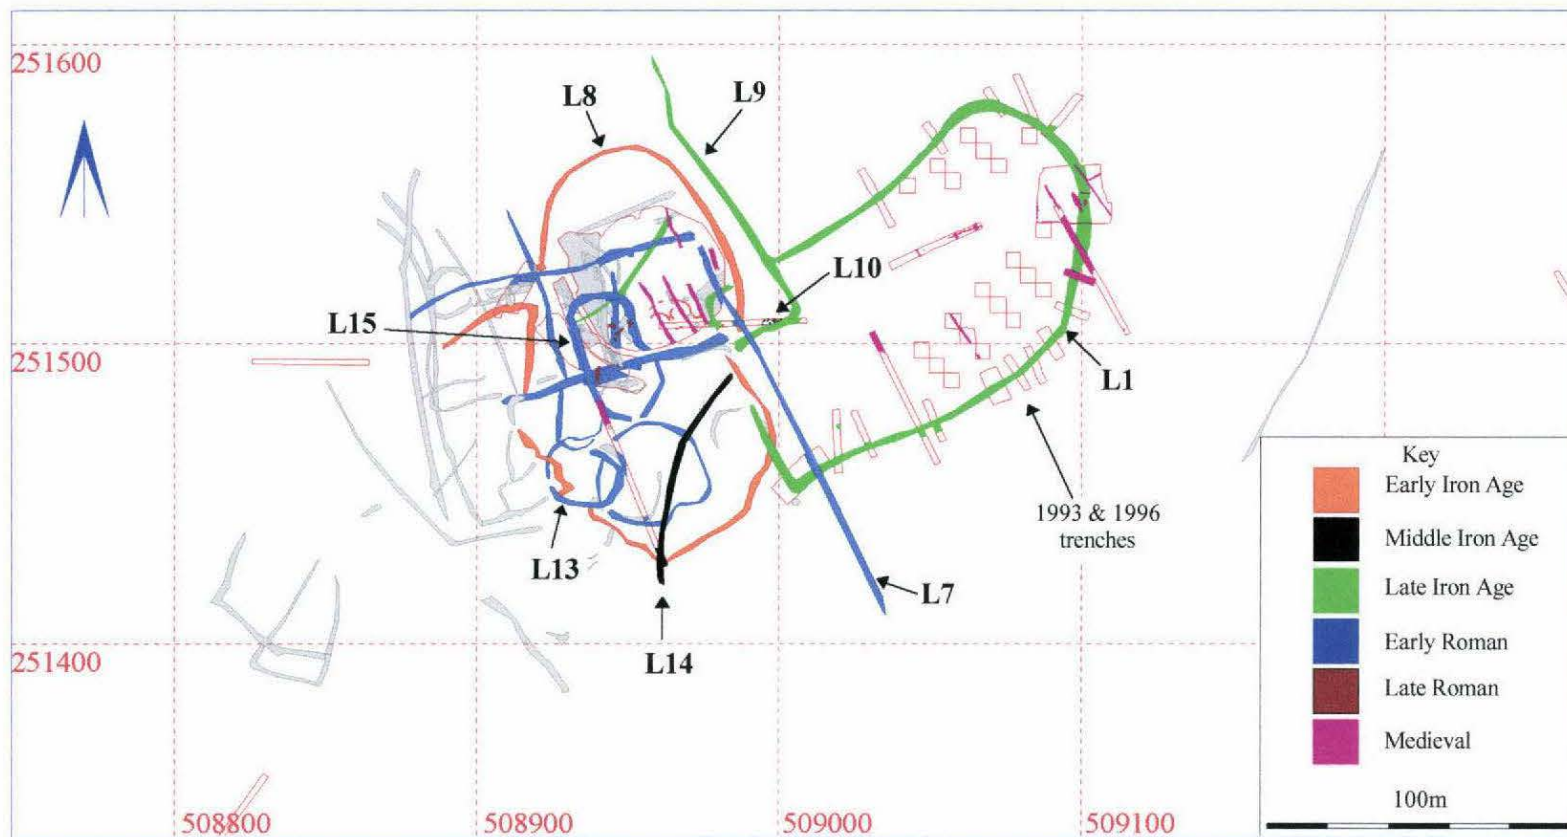 251600
L8
L9
L10
L15
251500
L1
1993 & 1996
trenches
L13
L7
L14
251400
508800
508900
509000
509100
Key
Early Iron Age
Middle Iron Age
Late Iron Age
Early Roman
Late Roman
Medieval
100m